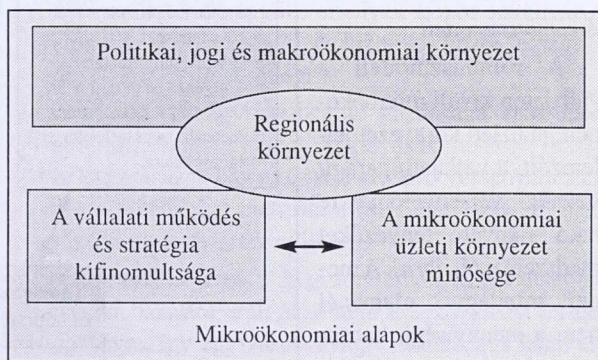 Politikai, jogi és makroökonomiai környezet
Regionális
környezet
A vállalati működés
és stratégia
kifinomultsága
A mikroökonomiai
üzleti környezet
minősége
Mikroökonomiai alapok